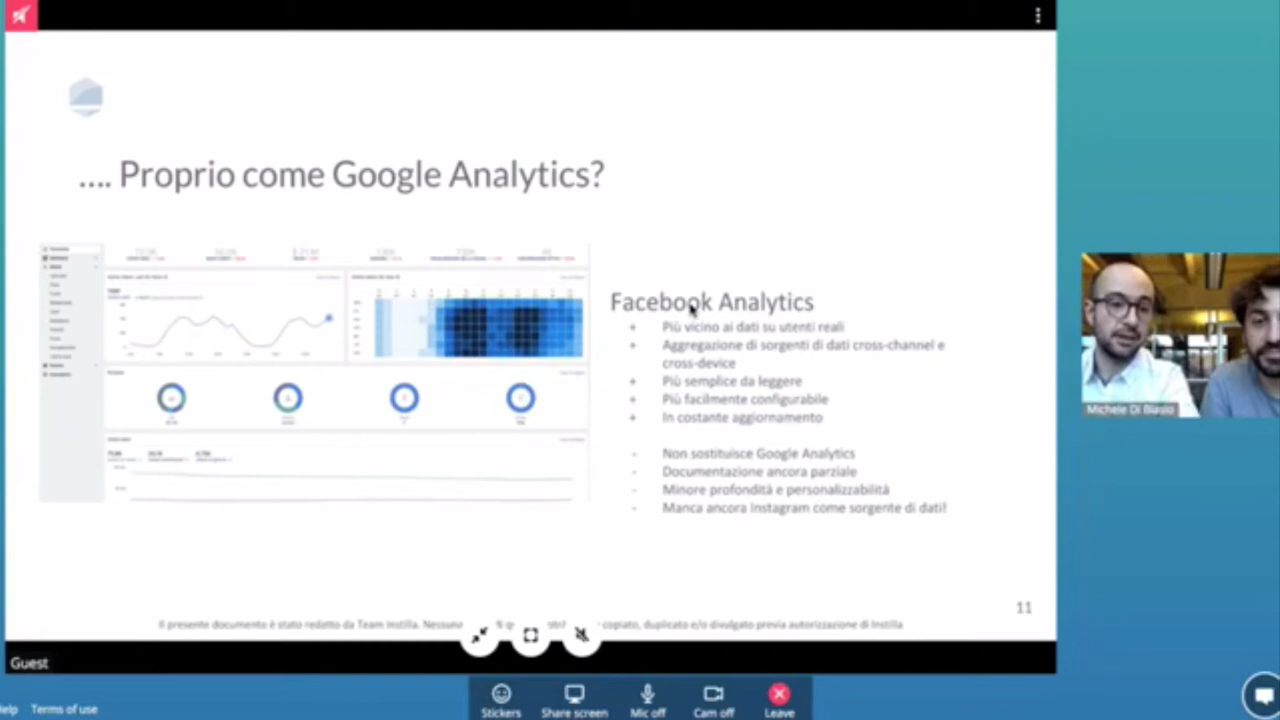 .... Proprio come Google Analytics?
Facebook Analytics
+ Più vicino ai dati su utenti reali
+ Aggregazione di sorgenti di dati cross-channel e
cross-device
+ Più semplice da leggere
+ Più facilmente configurabile
+ In costante aggiornamento
- Non sostituisce Google Analytics
- Documentazione ancora parziale
- Minore profondità e personalizzabilità
- Manca ancora Instagram come sorgente di dati!
Michele Di Blasio
11
Il presente documento è stato redatto da Team Instilla. copiato, duplicato e/o divulgato previa autorizzazione di Instilla
Guest
Stickers
Share screen
Mic off
Cam off
Leave
Terms of use